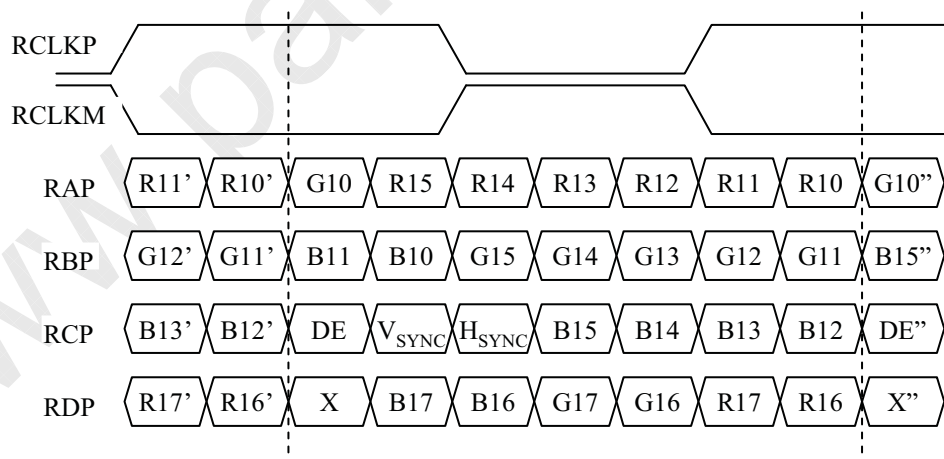 RCLKP
RCLKM
RAP R11’ R10’ G10 R15 R14 R13 R12 R11 R10 G10”
RBP G12’ G11’ B11 B10 G15 G14 G13 G12 G11 B15”
RCP B13’ B12’ DE VSYNC HSYNC B15 B14 B13 B12 DE”
RDP R17’ R16’ X B17 B16 G17 G16 R17 R16 X”